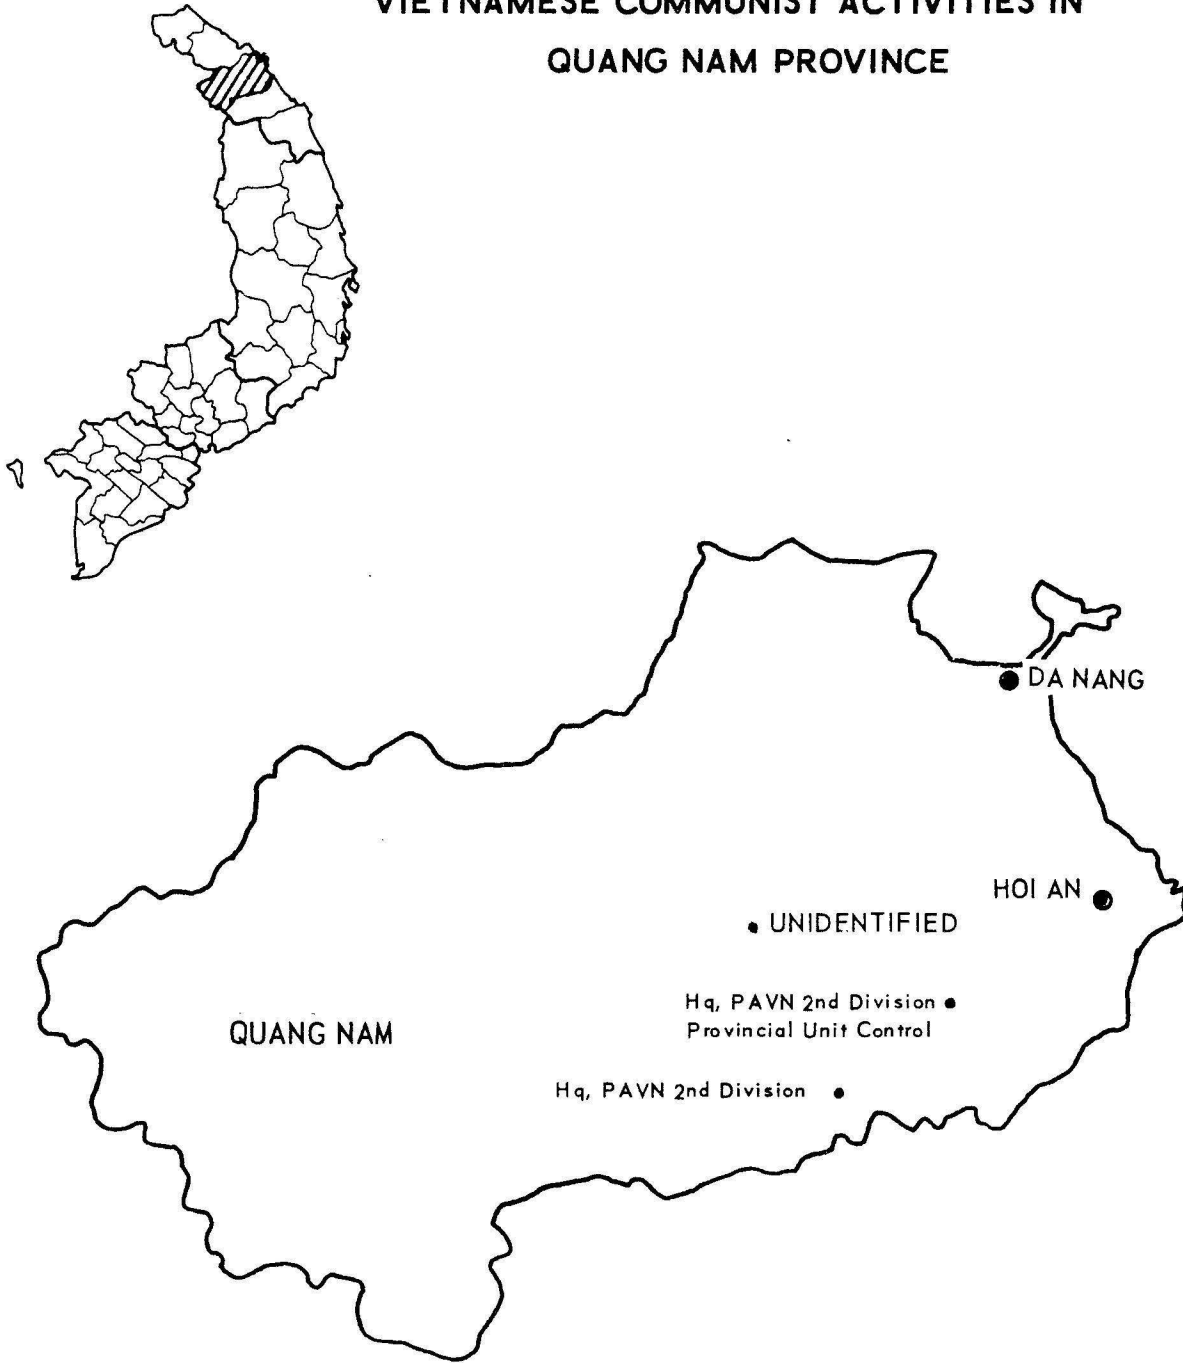 VIETNAMESE COMMUNIST ACTIVITIES IN
QUANG NAM PROVINCE
DA NANG
HOI AN
UNIDENTIFIED
Hq, PAVN 2nd Division
Provincial Unit Control
QUANG NAM
Hq, PAVN 2nd Division